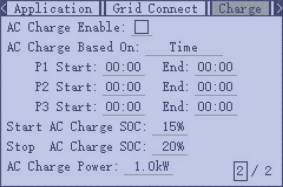 < Application Grid Connect Charge >
AC Charge Enable:
AC Charge Based On: Time
P1 Start: 00:00 End: 00:00
P2 Start: 00:00 End: 00:00
P3 Start: 00:00 End: 00:00
Start AC Charge SOC: 15%
Stop AC Charge SOC: 20%
AC Charge Power: 1.0kW
2 / 2